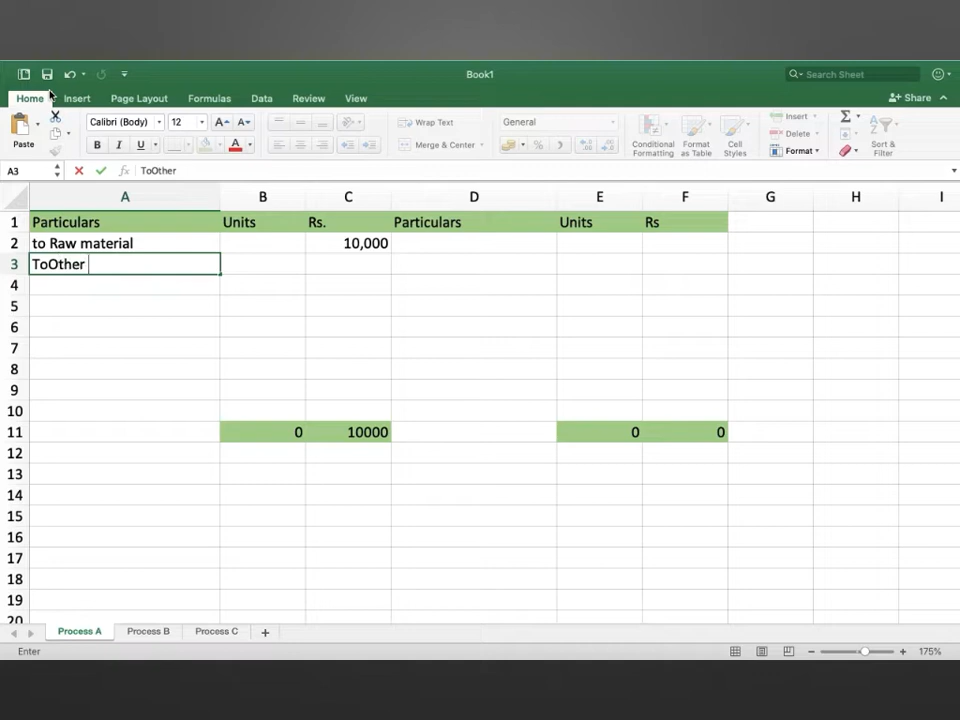 Book1
Search Sheet
Home Insert Page Layout Formulas Data Review View
Share
Paste
Calibri (Body) 12 A A
B I U A
Wrap Text
Merge & Center
General
%
Conditional Formatting
Format as Table
Cell Styles
Insert
Delete
Format
Sort & Filter
A3 fx ToOther
A B C D E F G H I
1 Particulars Units Rs. Particulars Units Rs
2 to Raw material 10,000
3 ToOther
4
5
6
7
8
9
10
11 0 10000 0 0
12
13
14
15
16
17
18
19
20
Process A Process B Process C
Enter
175%